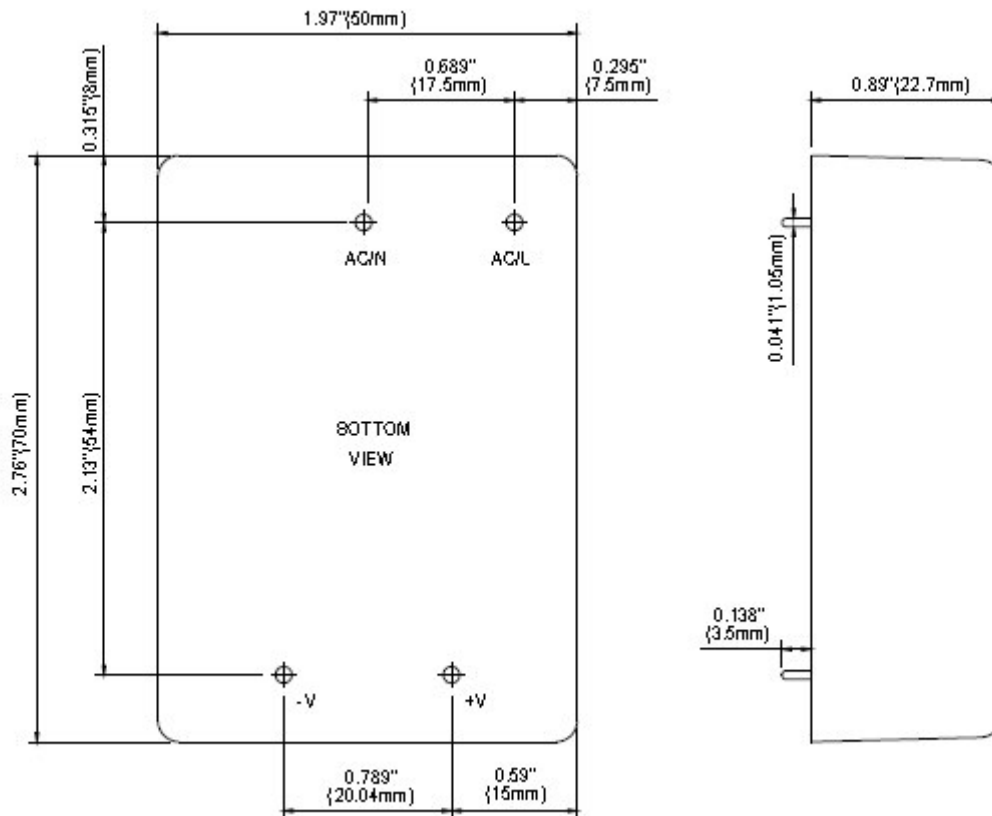 1.97"(50mm)
0.689"
(17.5mm)
0.295"
(7.5mm)
0.89"(22.7mm)
0.315"(8mm)
AC/N
AC/L
0.041"(1.05mm)
2.76"(70mm)
2.13"(54mm)
BOTTOM
VIEW
0.138"
(3.5mm)
-V
+V
0.789"
(20.04mm)
0.59"
(15mm)